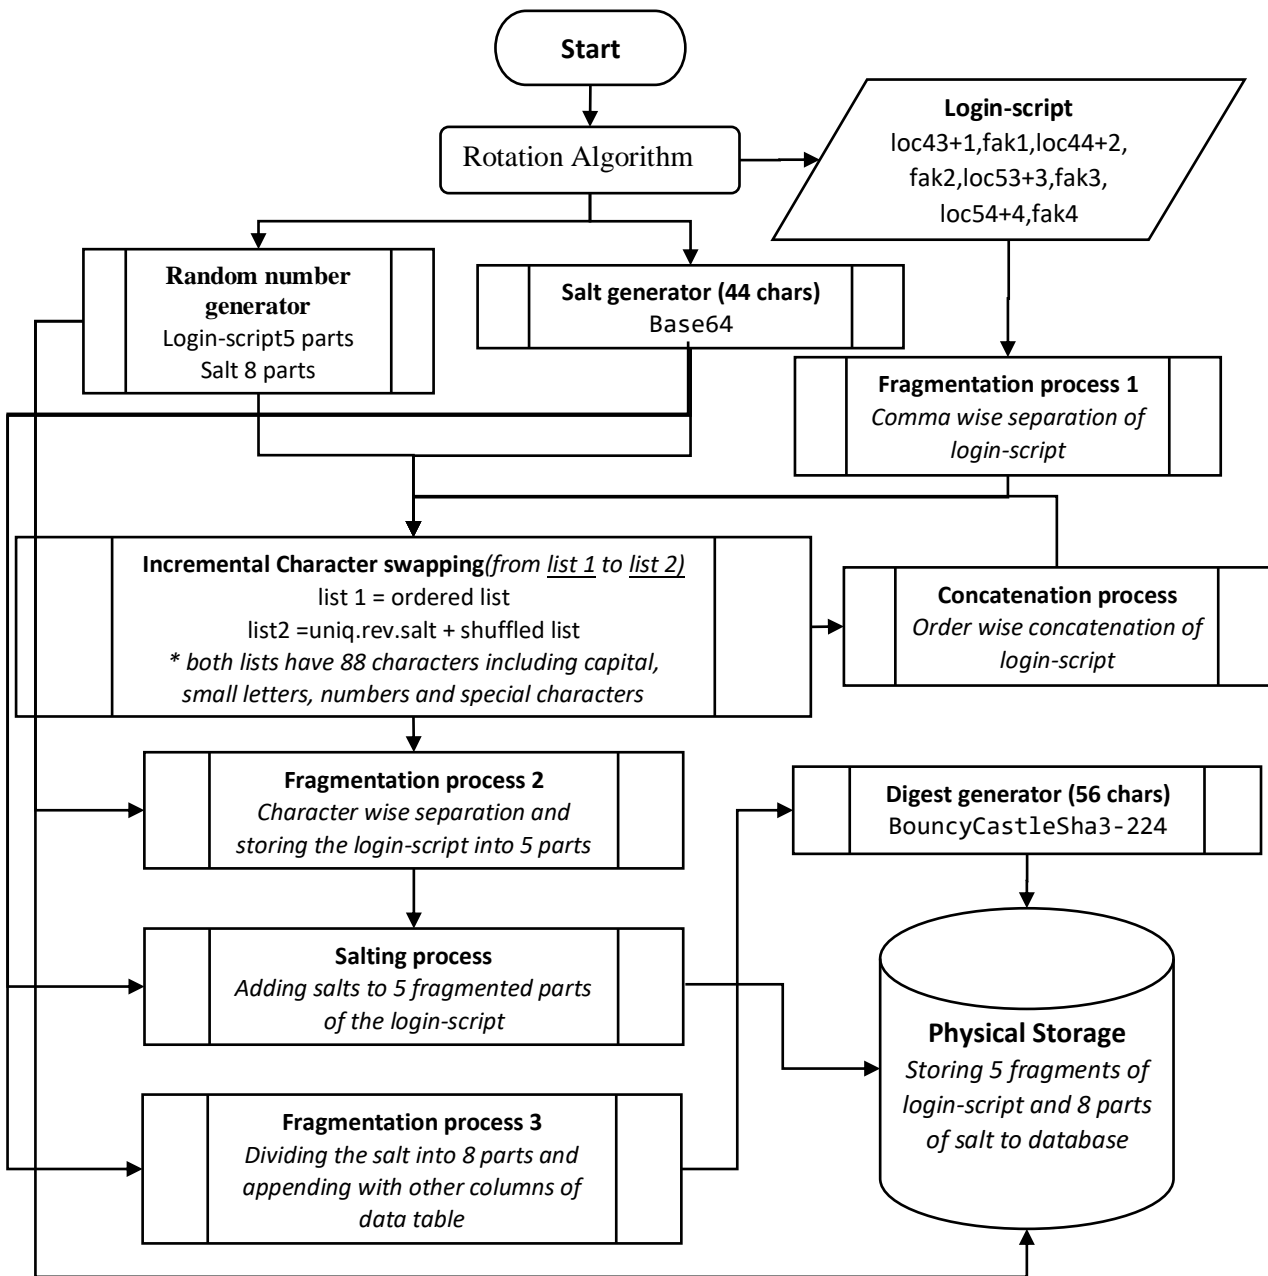 Start
Rotation Algorithm
Login-script
loc43+1,fak1,loc44+2,
fak2,loc53+3,fak3,
loc54+4,fak4
Random number
generator
Login-script5 parts
Salt 8 parts
Salt generator (44 chars)
Base64
Fragmentation process 1
Comma wise separation of
login-script
Incremental Character swapping(from list 1 to list 2)
list 1 = ordered list
list2 =uniq.rev.salt + shuffled list
* both lists have 88 characters including capital,
small letters, numbers and special characters
Concatenation process
Order wise concatenation of
login-script
Fragmentation process 2
Character wise separation and
storing the login-script into 5 parts
Digest generator (56 chars)
BouncyCastleSha3-224
Salting process
Adding salts to 5 fragmented parts
of the login-script
Physical Storage
Storing 5 fragments of
login-script and 8 parts
of salt to database
Fragmentation process 3
Dividing the salt into 8 parts and
appending with other columns of
data table